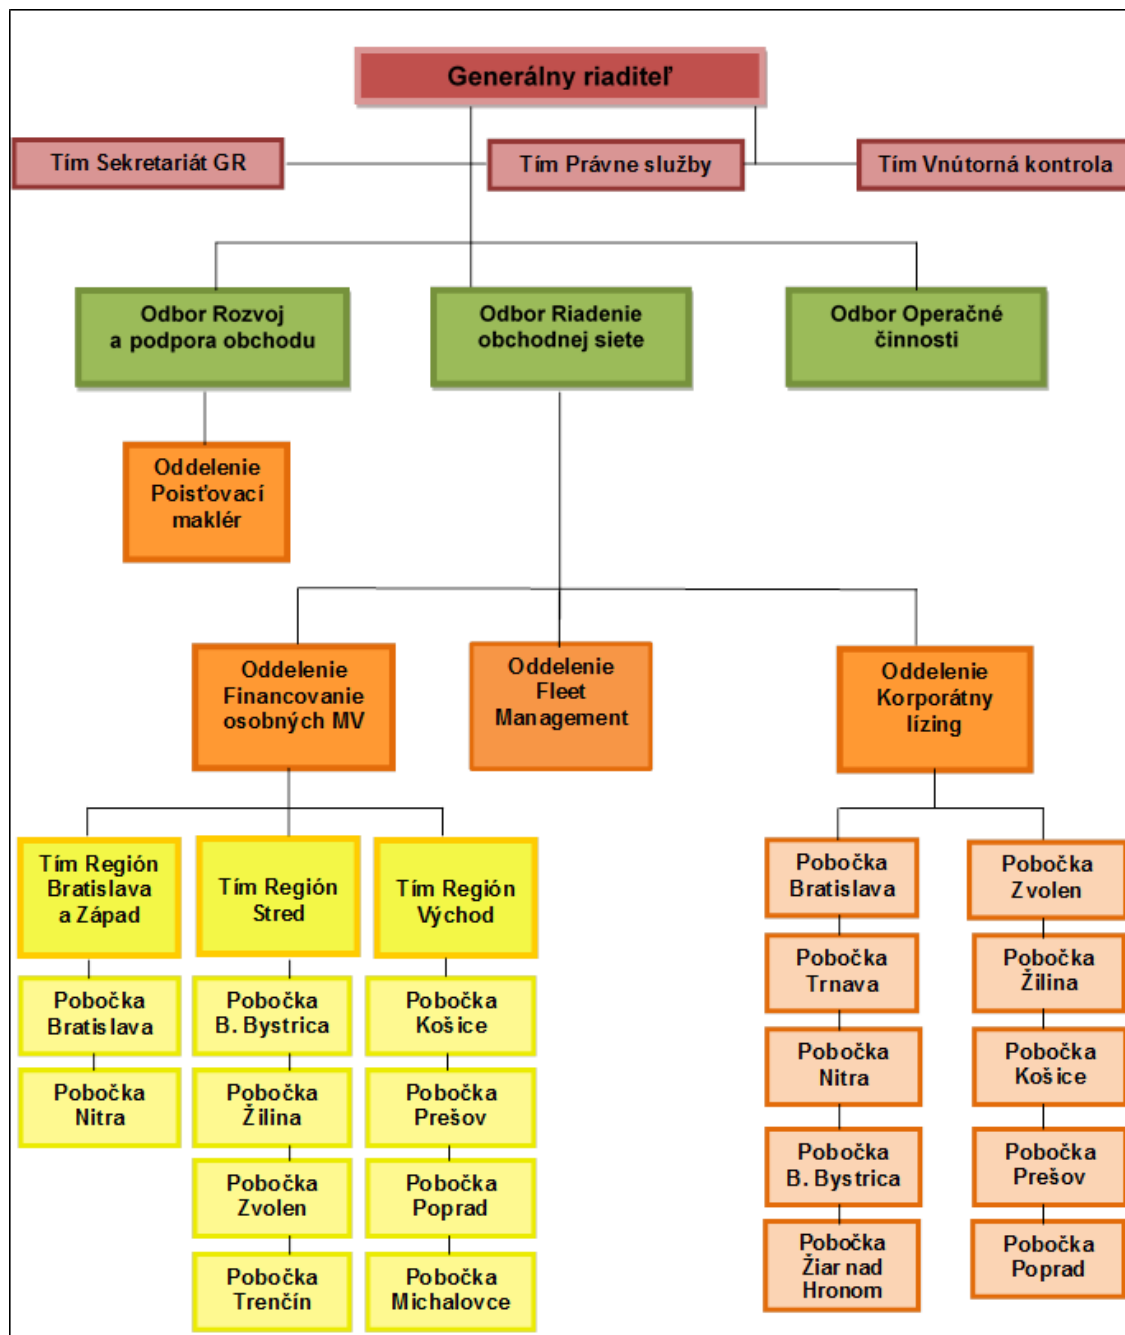 Generálny riaditeľ
Tím Sekretariát GR
Tím Právne služby
Tím Vnútorná kontrola
Odbor Rozvoj
a podpora obchodu
Odbor Riadenie
obchodnej siete
Odbor Operačné
činnosti
Oddelenie
Poisťovací
maklér
Oddelenie
Financovanie
osobných MV
Oddelenie
Fleet
Management
Oddelenie
Korporátny
lízing
Tím Región
Bratislava
a Západ
Tím Región
Stred
Tím Región
Východ
Pobočka
Bratislava
Pobočka
Nitra
Pobočka
B. Bystrica
Pobočka
Žilina
Pobočka
Zvolen
Pobočka
Trenčín
Pobočka
Košice
Pobočka
Prešov
Pobočka
Poprad
Pobočka
Michalovce
Pobočka
Bratislava
Pobočka
Trnava
Pobočka
Nitra
Pobočka
B. Bystrica
Pobočka
Žiar nad
Hronom
Pobočka
Zvolen
Pobočka
Žilina
Pobočka
Košice
Pobočka
Prešov
Pobočka
Poprad